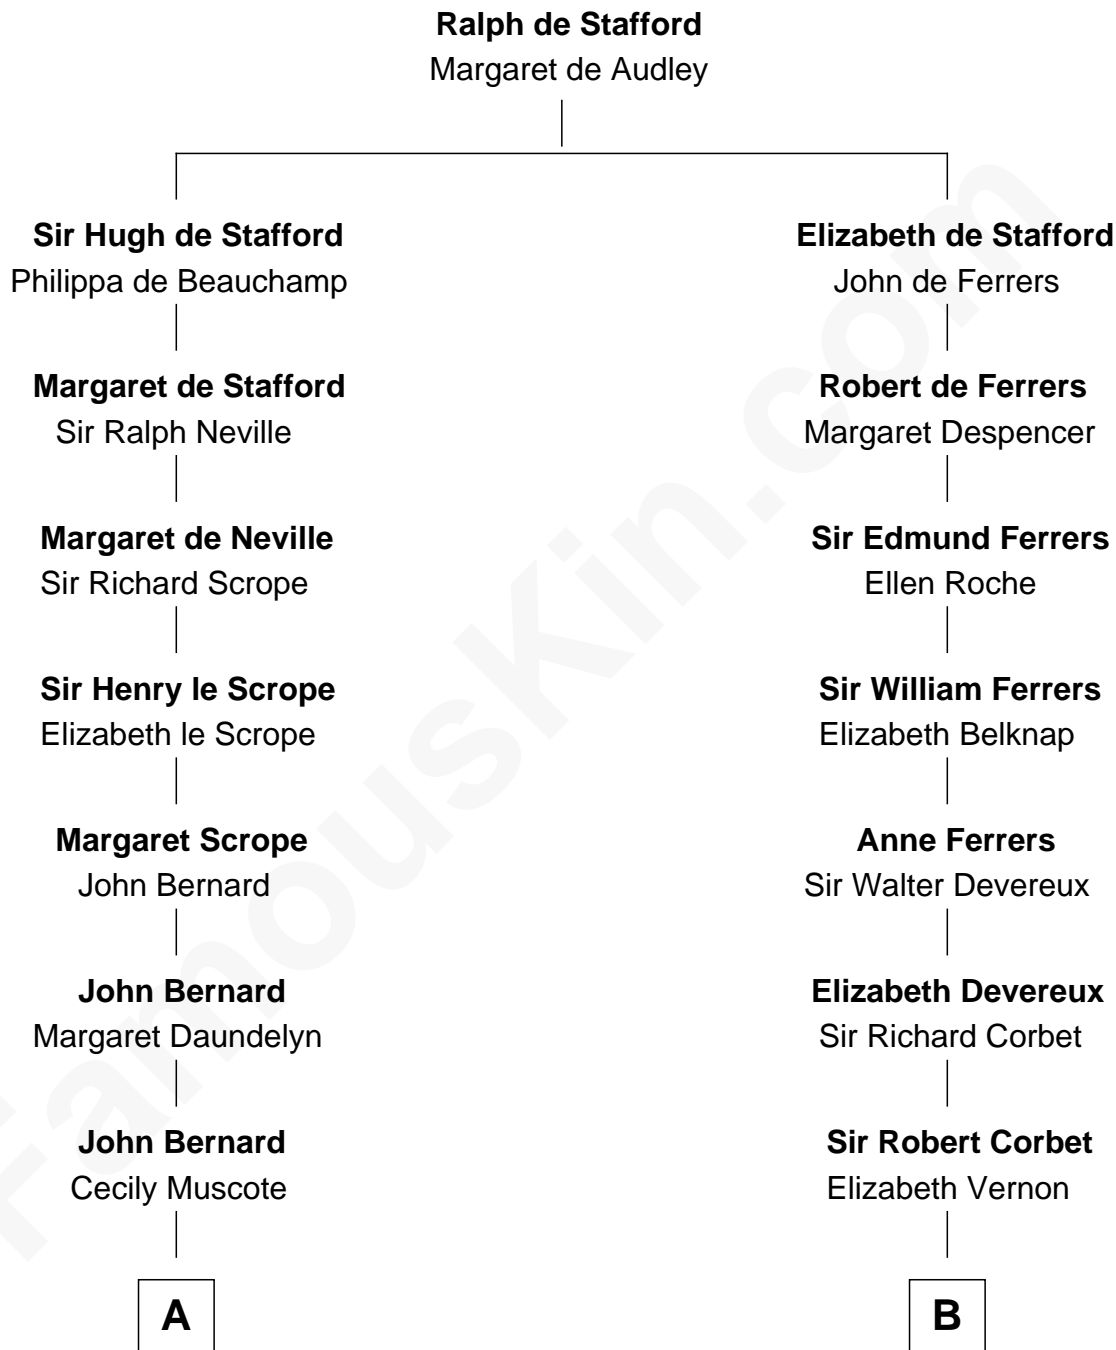 Ralph de Stafford
Margaret de Audley
Sir Hugh de Stafford
Philippa de Beauchamp
Margaret de Stafford
Sir Ralph Neville
Margaret de Neville
Sir Richard Scrope
Sir Henry le Scrope
Elizabeth le Scrope
Margaret Scrope
John Bernard
John Bernard
Margaret Daundelyn
John Bernard
Cecily Muscote
A
Elizabeth de Stafford
John de Ferrers
Robert de Ferrers
Margaret Despencer
Sir Edmund Ferrers
Ellen Roche
Sir William Ferrers
Elizabeth Belknap
Anne Ferrers
Sir Walter Devereux
Elizabeth Devereux
Sir Richard Corbet
Sir Robert Corbet
Elizabeth Vernon
B
FamousKin.com